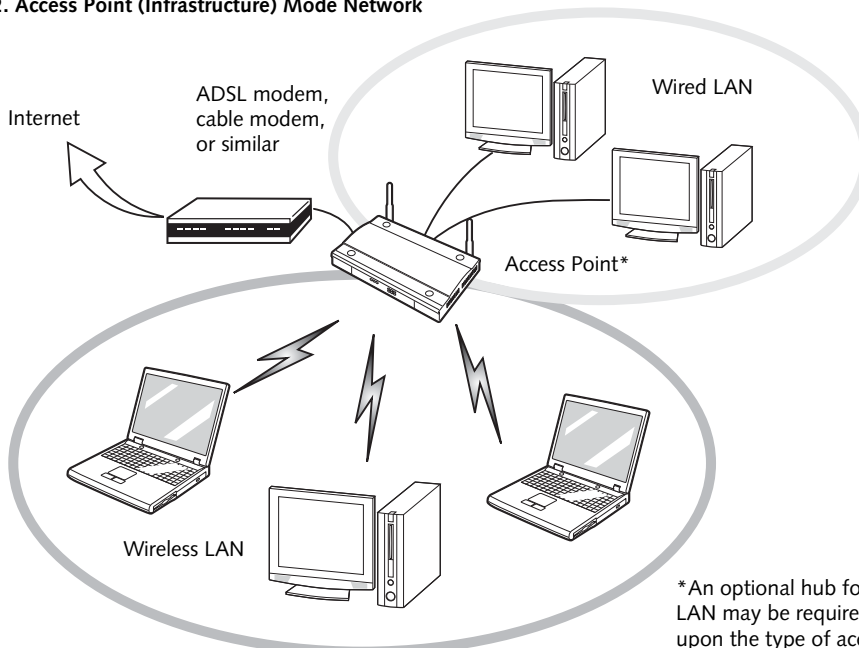 2. Access Point (Infrastructure) Mode Network
Internet
ADSL modem,
cable modem,
or similar
Wired LAN
Access Point*
Wireless LAN
*An optional hub fo
LAN may be require
upon the type of acc